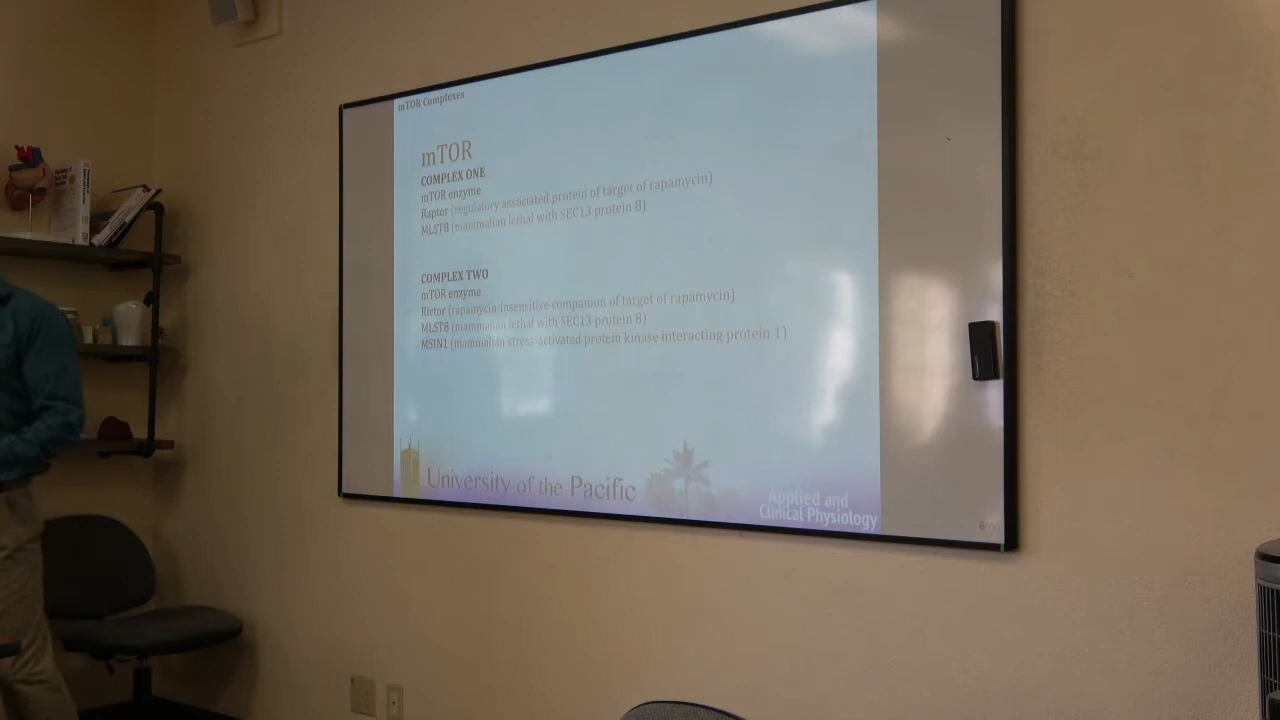 mTOR Complexes
mTOR
COMPLEX ONE
mTOR enzyme
Raptor (regulatory associated protein of target of rapamycin)
MLST8 (mammalian lethal with SEC13 protein 8)
COMPLEX TWO
mTOR enzyme
Rictor (rapamycin-insensitive companion of target of rapamycin)
MLST8 (mammalian lethal with SEC13 protein 8)
MSIN1 (mammalian stress-activated protein kinase interacting protein 1)
University of the Pacific
Applied and
Clinical Physiology